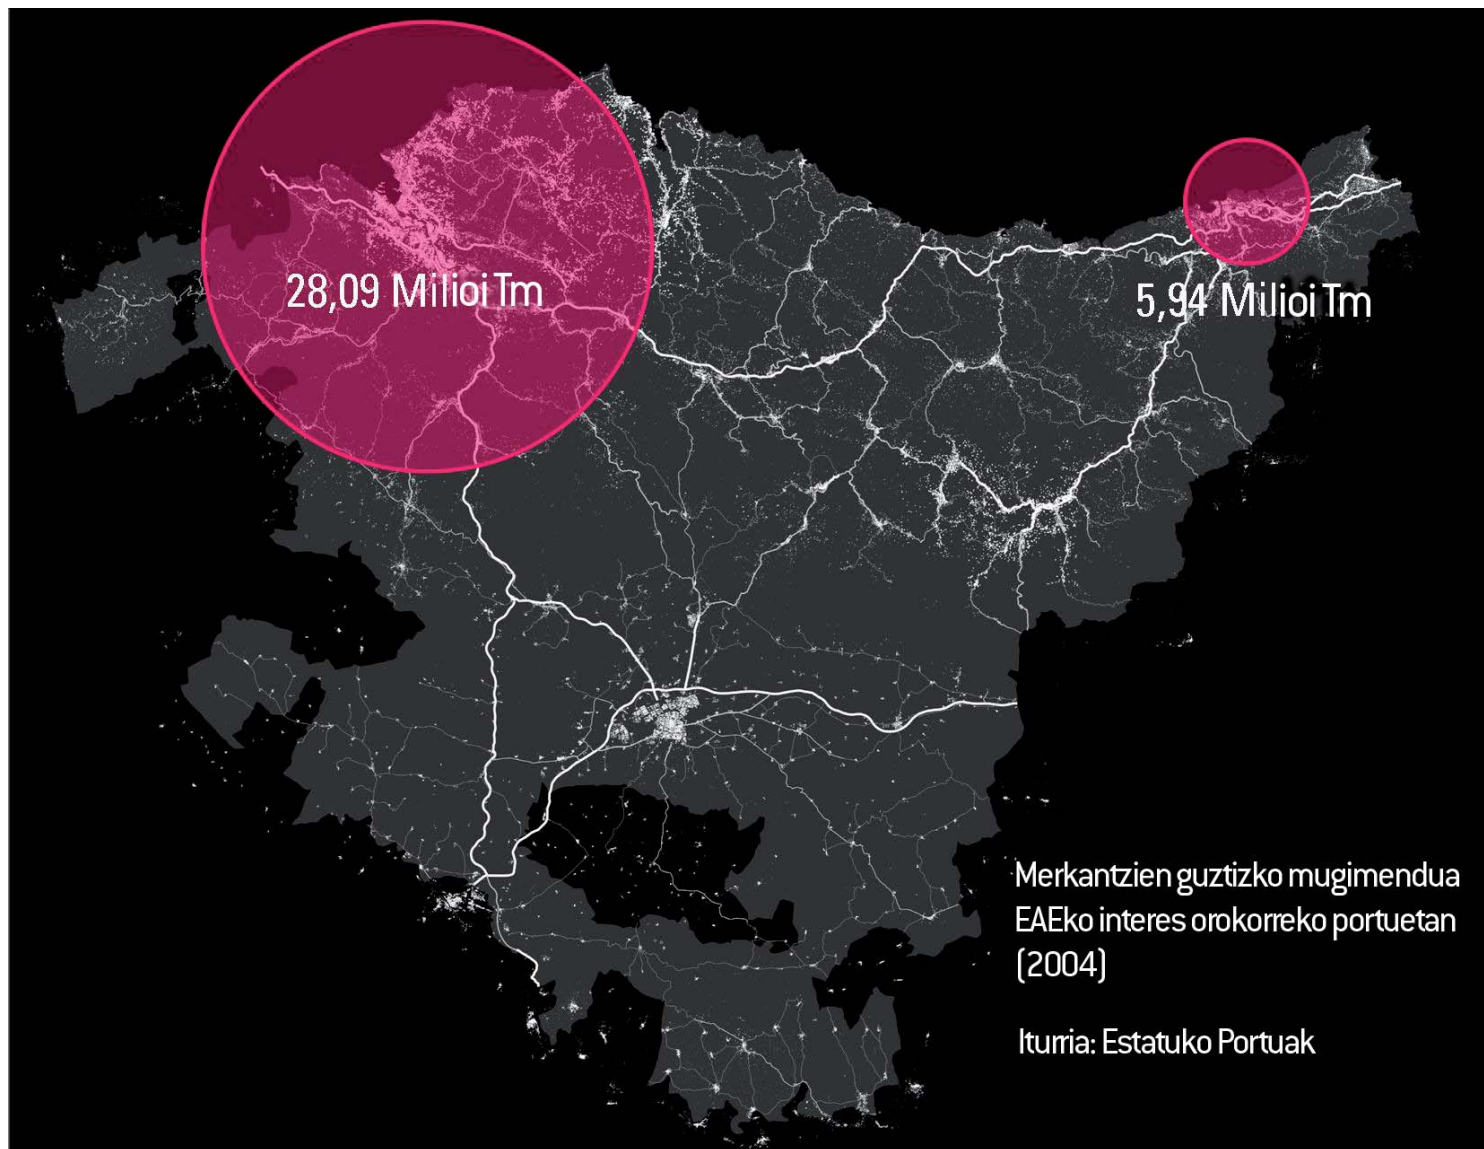 28,09 Milioi Tm
5,94 Milioi Tm
Merkantzien guztizko mugimendua
EAEko interes orokorreko portuetan
(2004)
Iturria: Estatuko Portuak